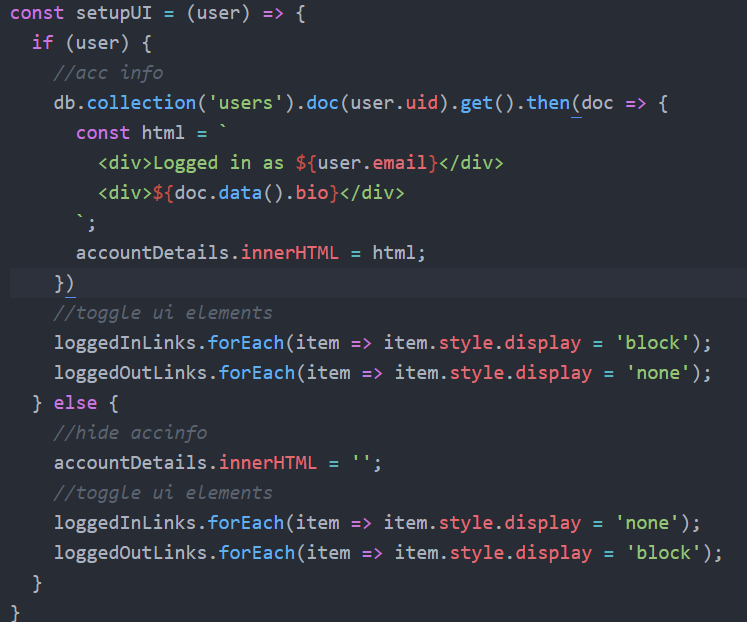 const setupUI = (user) => {
if (user) {
//acc info
db.collection('users').doc(user.uid).get().then(doc => {
const html = `
<div>Logged in as ${user.email}</div>
<div>${doc.data().bio}</div>
`;
accountDetails.innerHTML = html;
})
//toggle ui elements
loggedInLinks.forEach(item => item.style.display = 'block');
loggedOutLinks.forEach(item => item.style.display = 'none');
} else {
//hide accinfo
accountDetails.innerHTML = '';
//toggle ui elements
loggedInLinks.forEach(item => item.style.display = 'none');
loggedOutLinks.forEach(item => item.style.display = 'block');
}
}